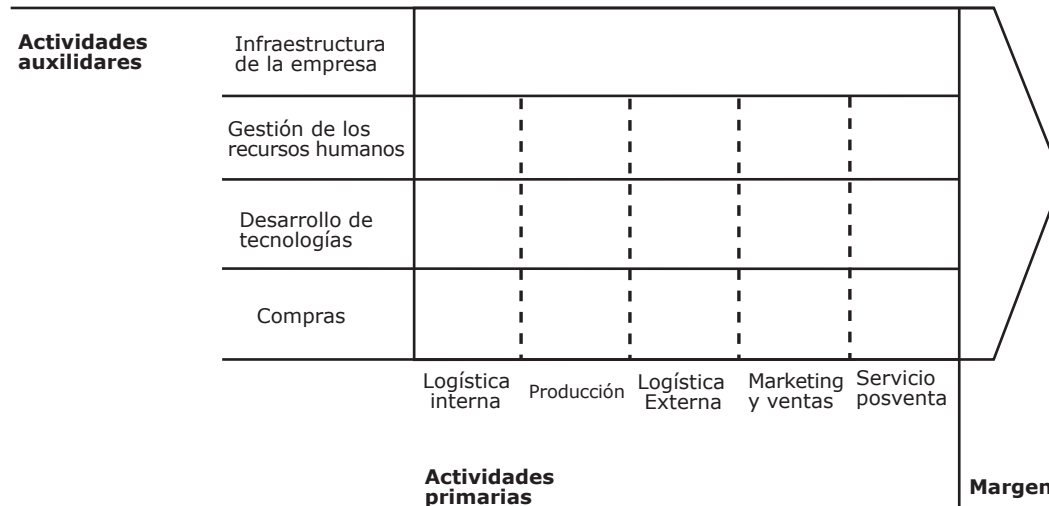 Actividades
auxilidares
Infraestructura
de la empresa
Gestión de los
recursos humanos
Desarrollo de
tecnologías
Compras
Logística
interna
Producción
Logística
Externa
Marketing
y ventas
Servicio
posventa
Actividades
primarias
Margen